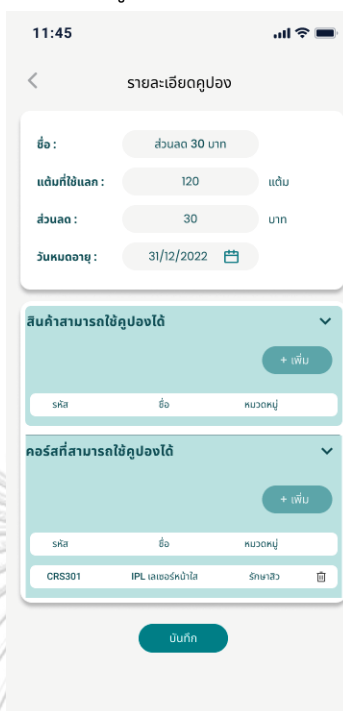 11:45
รายละเอียดคูปอง
ชื่อ : ส่วนลด 30 บาท
แต้มที่ใช้แลก : 120 แต้ม
ส่วนลด : 30 บาท
วันหมดอายุ : 31/12/2022
สินค้าสามารถใช้คูปองได้
+ เพิ่ม
รหัส ชื่อ หมวดหมู่
คอร์สที่สามารถใช้คูปองได้
+ เพิ่ม
รหัส ชื่อ หมวดหมู่
CRS301 IPL เลเซอร์หน้าใส รักษาสิว
บันทึก